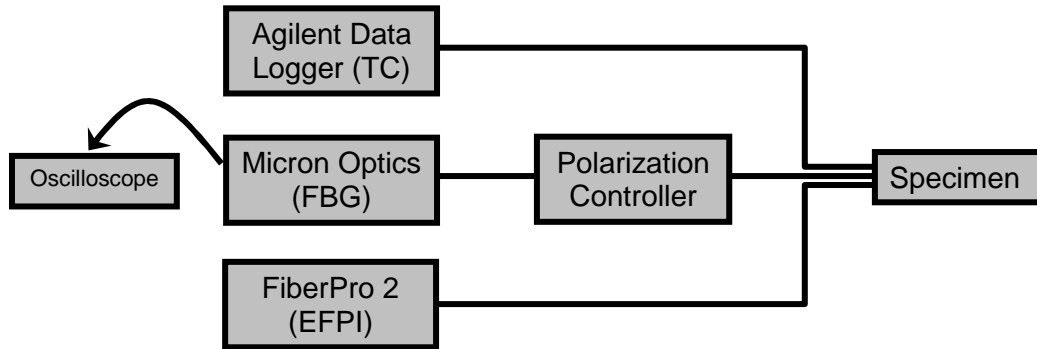 Agilent Data
Logger (TC)
Oscilloscope
Micron Optics
(FBG)
Polarization
Controller
Specimen
FiberPro 2
(EFPI)